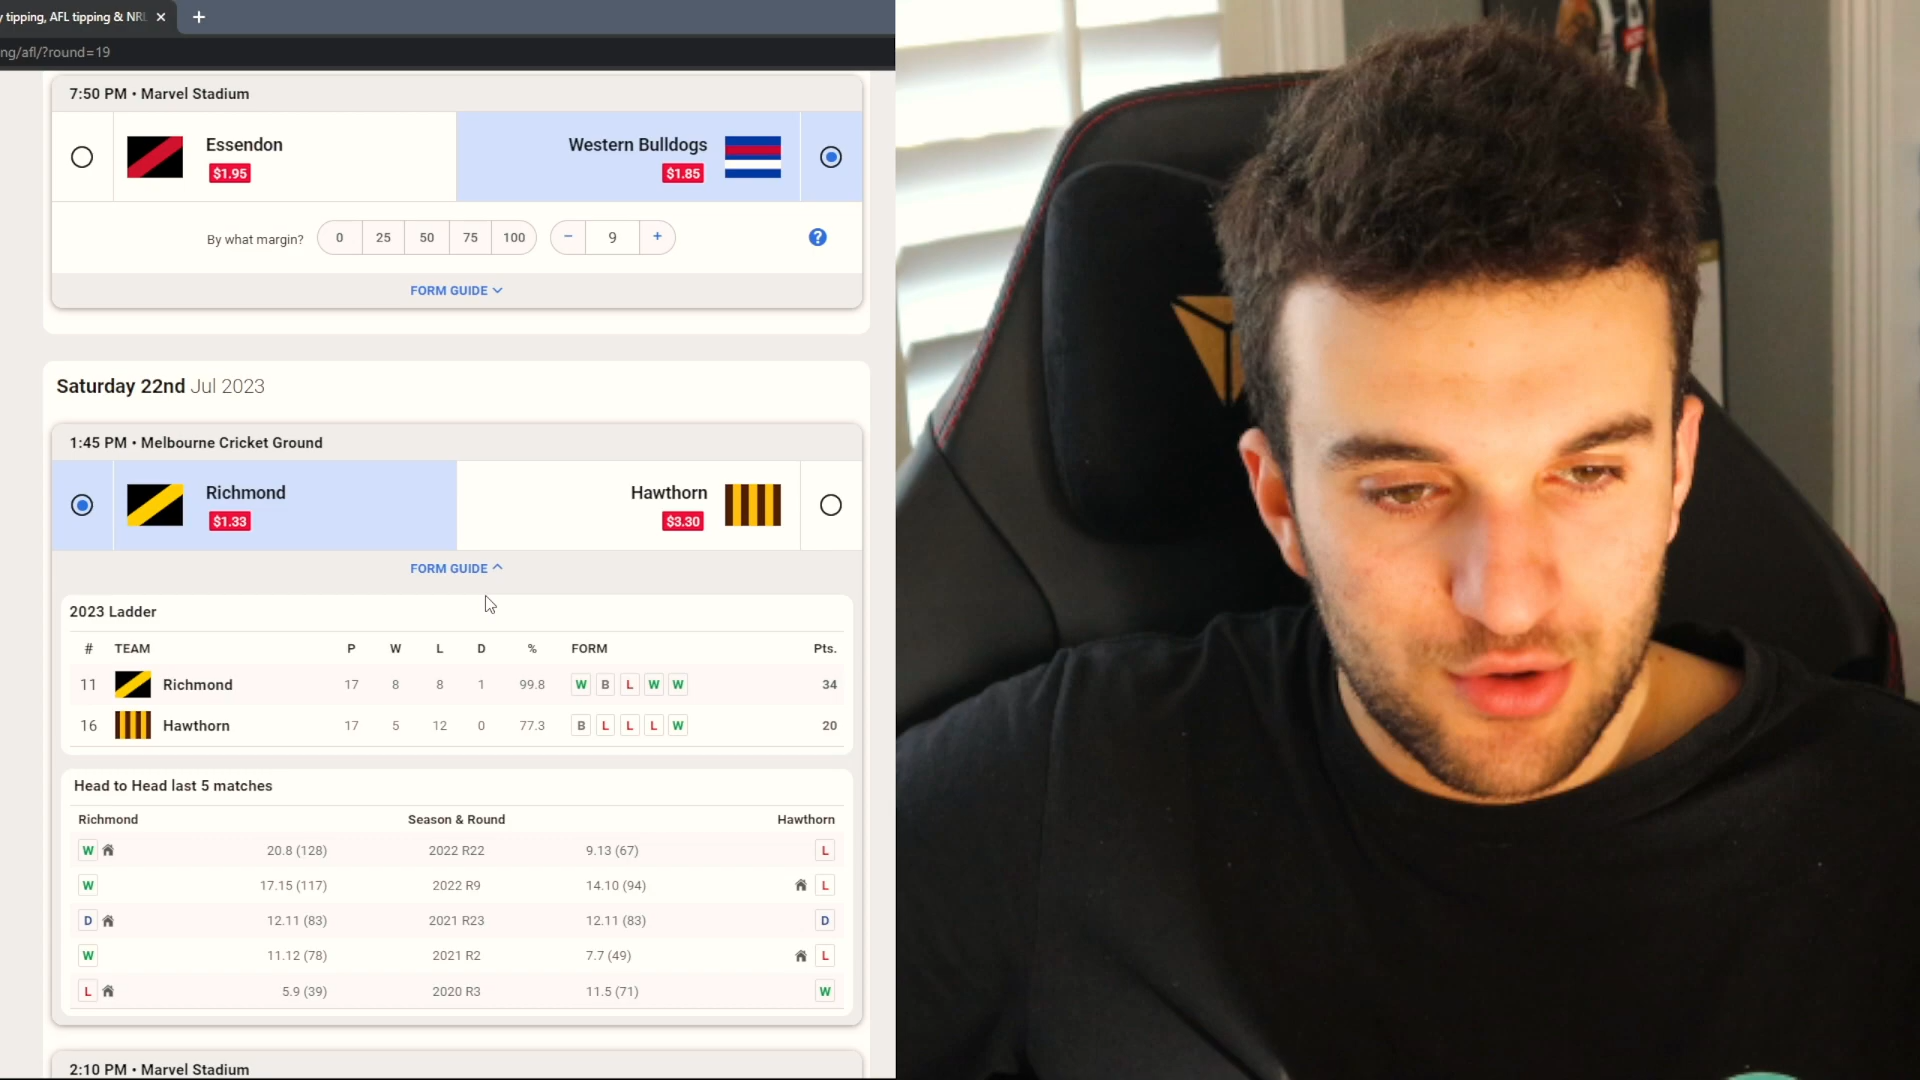 y tipping, AFL tipping & NRL
ng/afl/?round=19
7:50 PM • Marvel Stadium
Essendon
$1.95
Western Bulldogs
$1.85
By what margin? 0 25 50 75 100 − 9 + ?
FORM GUIDE
Saturday 22nd Jul 2023
1:45 PM • Melbourne Cricket Ground
Richmond
$1.33
Hawthorn
$3.30
FORM GUIDE
2023 Ladder
# TEAM P W L D % FORM Pts.
11 Richmond 17 8 8 1 99.8 W B L W W 34
16 Hawthorn 17 5 12 0 77.3 B L L L W 20
Head to Head last 5 matches
Richmond Season & Round Hawthorn
W 20.8 (128) 2022 R22 9.13 (67) L
W 17.15 (117) 2022 R9 14.10 (94) L
D 12.11 (83) 2021 R23 12.11 (83) D
W 11.12 (78) 2021 R2 7.7 (49) L
L 5.9 (39) 2020 R3 11.5 (71) W
2:10 PM • Marvel Stadium